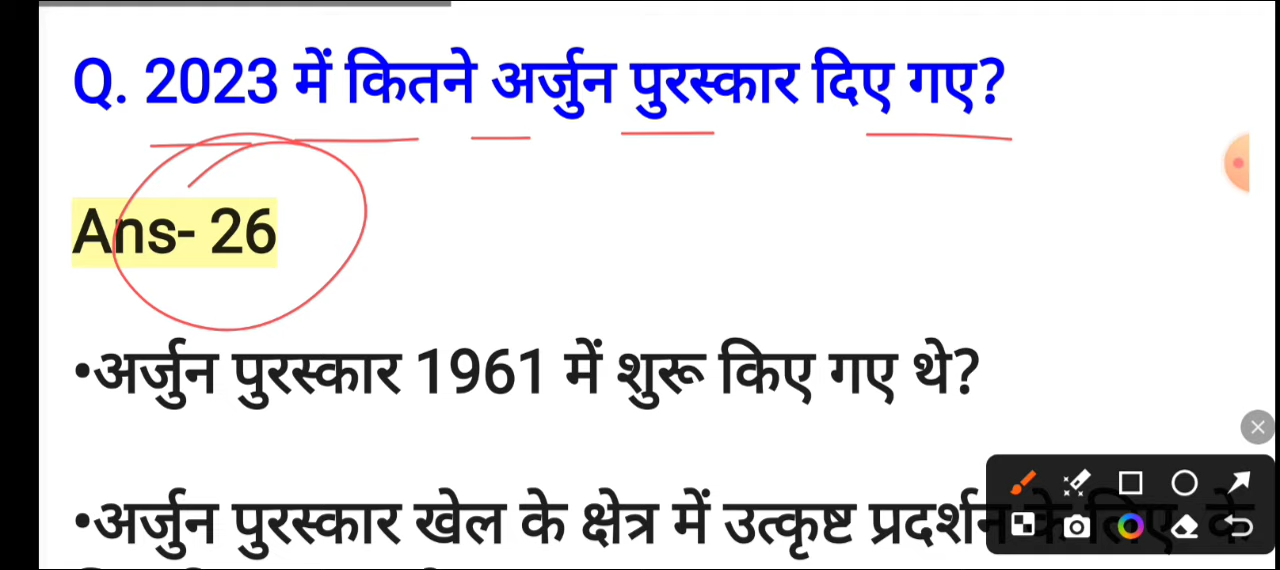 Q. 2023 में कितने अर्जुन पुरस्कार दिए गए?
Ans- 26
•अर्जुन पुरस्कार 1961 में शुरू किए गए थे?
•अर्जुन पुरस्कार खेल के क्षेत्र में उत्कृष्ट प्रदर्शन के लिए के